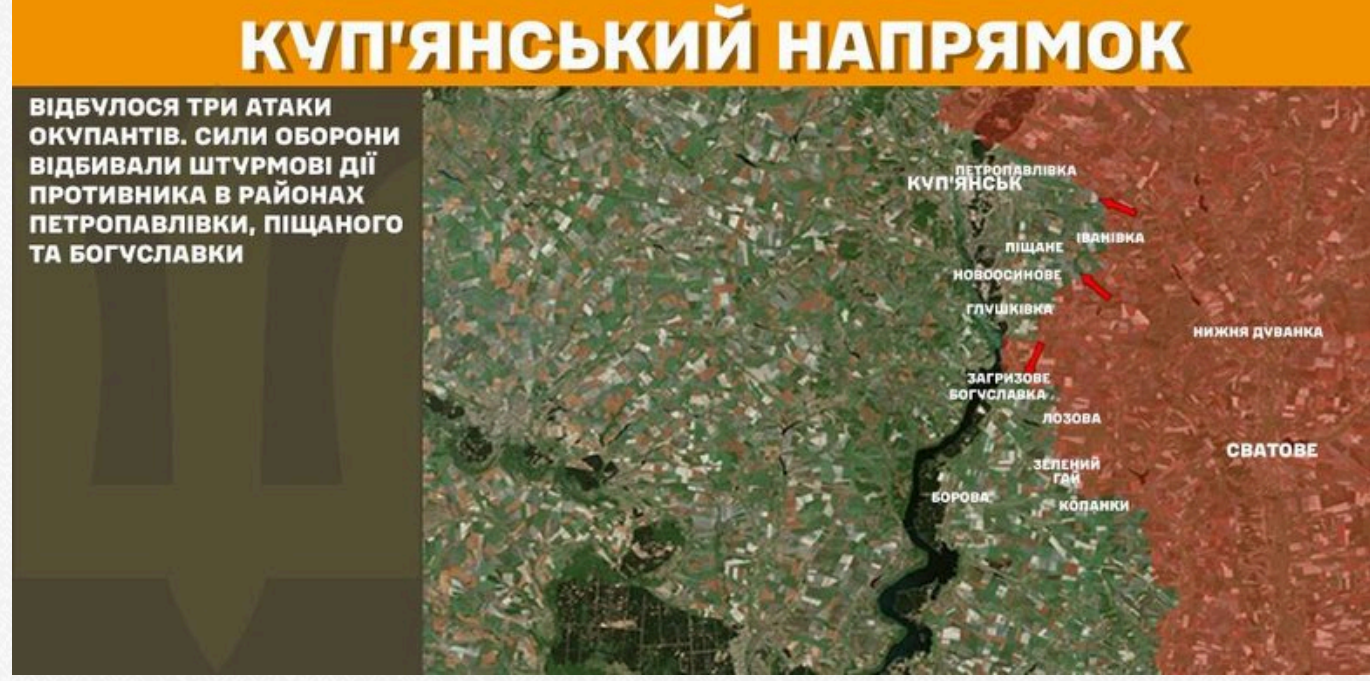 КУП'ЯНСЬКИЙ НАПРЯМОК
ВІДБУЛОСЯ ТРИ АТАКИ
ОКУПАНТІВ. СИЛИ ОБОРОНИ
ВІДБИВАЛИ ШТУРМОВІ ДІЇ
ПРОТИВНИКА В РАЙОНАХ
ПЕТРОПАВЛІВКИ, ПІЩАНОГО
ТА БОГУСЛАВКИ
ПЕТРОПАВЛІВКА
КУП'ЯНСЬК
ІВАНІВКА
ПІЩАНЕ
НОВООСИНОВЕ
ГЛУШКІВКА
НИЖНЯ ДУВАНКА
ЗАГРИЗОВЕ
БОГУСЛАВКА
ЛОЗОВА
СВАТОВЕ
ЗЕЛЕНИЙ
ГАЙ
БОРОВА
КОПАНКИ